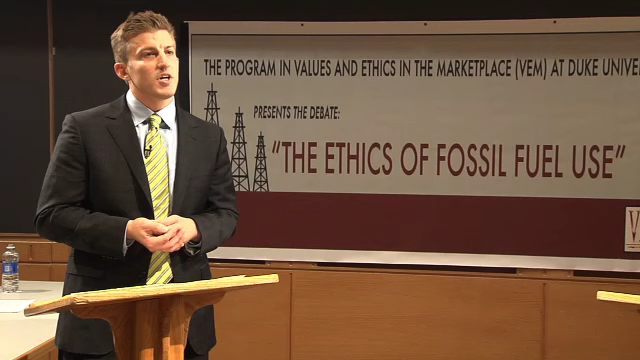 THE PROGRAM IN VALUES AND ETHICS IN THE MARKETPLACE (VEM) AT DUKE
PRESENTS THE DEBATE:
"THE ETHICS OF FOSSIL FUEL USE"